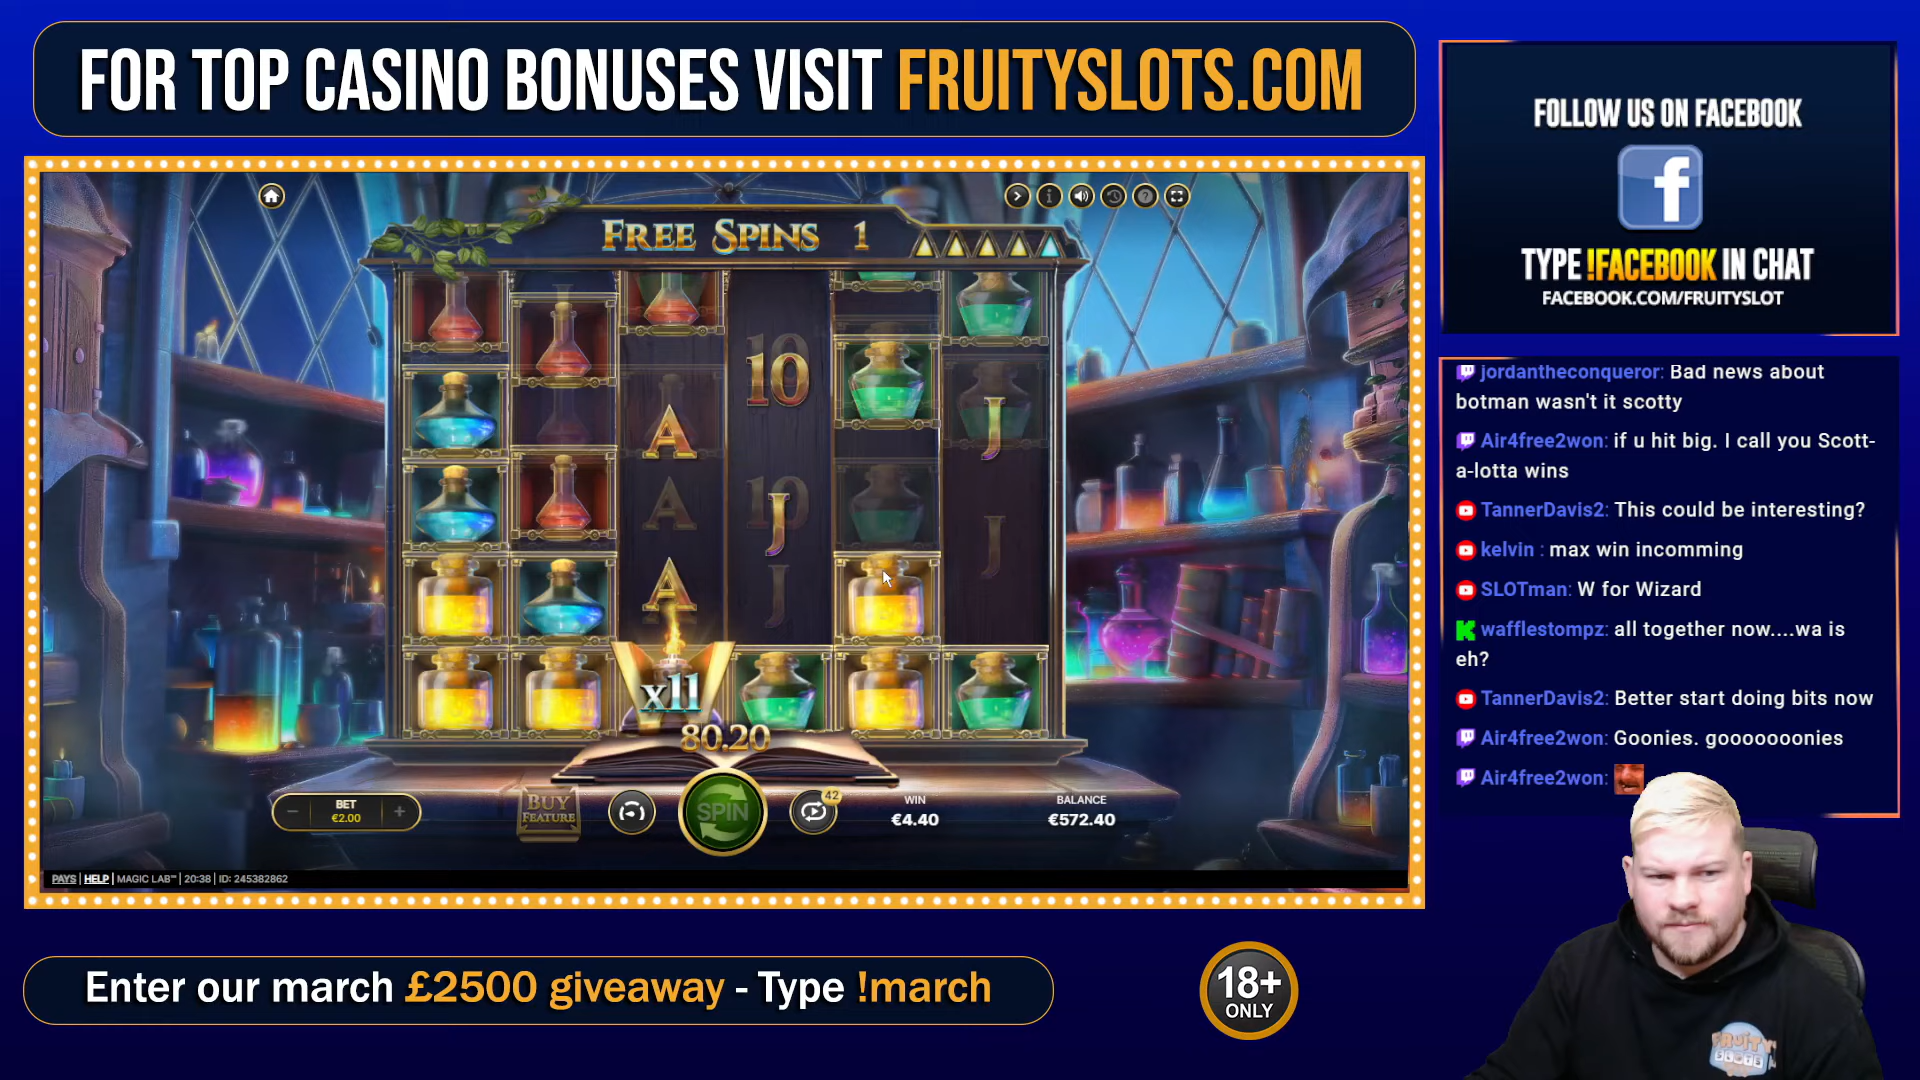 FOR TOP CASINO BONUSES VISIT FRUITYSLOTS.COM
FOLLOW US ON FACEBOOK
f
TYPE !FACEBOOK IN CHAT
FACEBOOK.COM/FRUITYSLOT
FREE SPINS 1
10
10
A
J
A
10
J
J
A
J
x11
80.20
BET
€2.00
BUY
FEATURE
SPIN
42
WIN
€4.40
BALANCE
€572.40
PAYS | HELP | MAGIC LAB™ | 20:38 | ID: 245382862
jordantheconqueror: Bad news about
botman wasn't it scotty
Air4free2won: if u hit big. I call you Scott-
a-lotta wins
TannerDavis2: This could be interesting?
kelvin : max win incomming
SLOTman: W for Wizard
wafflestompz: all together now....wa is
eh?
TannerDavis2: Better start doing bits now
Air4free2won: Goonies. gooooooonies
Air4free2won:
Enter our march £2500 giveaway - Type !march
18+
ONLY
FRUITY
SLOTS